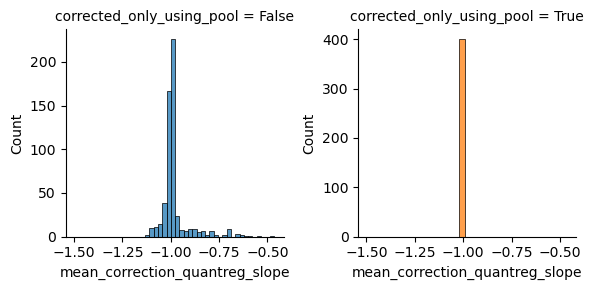 corrected_only_using_pool = False
200
150
100
50
0
Count
−1.50 −1.25 −1.00 −0.75 −0.50
mean_correction_quantreg_slope
corrected_only_using_pool = True
400
300
200
100
0
Count
−1.50 −1.25 −1.00 −0.75 −0.50
mean_correction_quantreg_slope